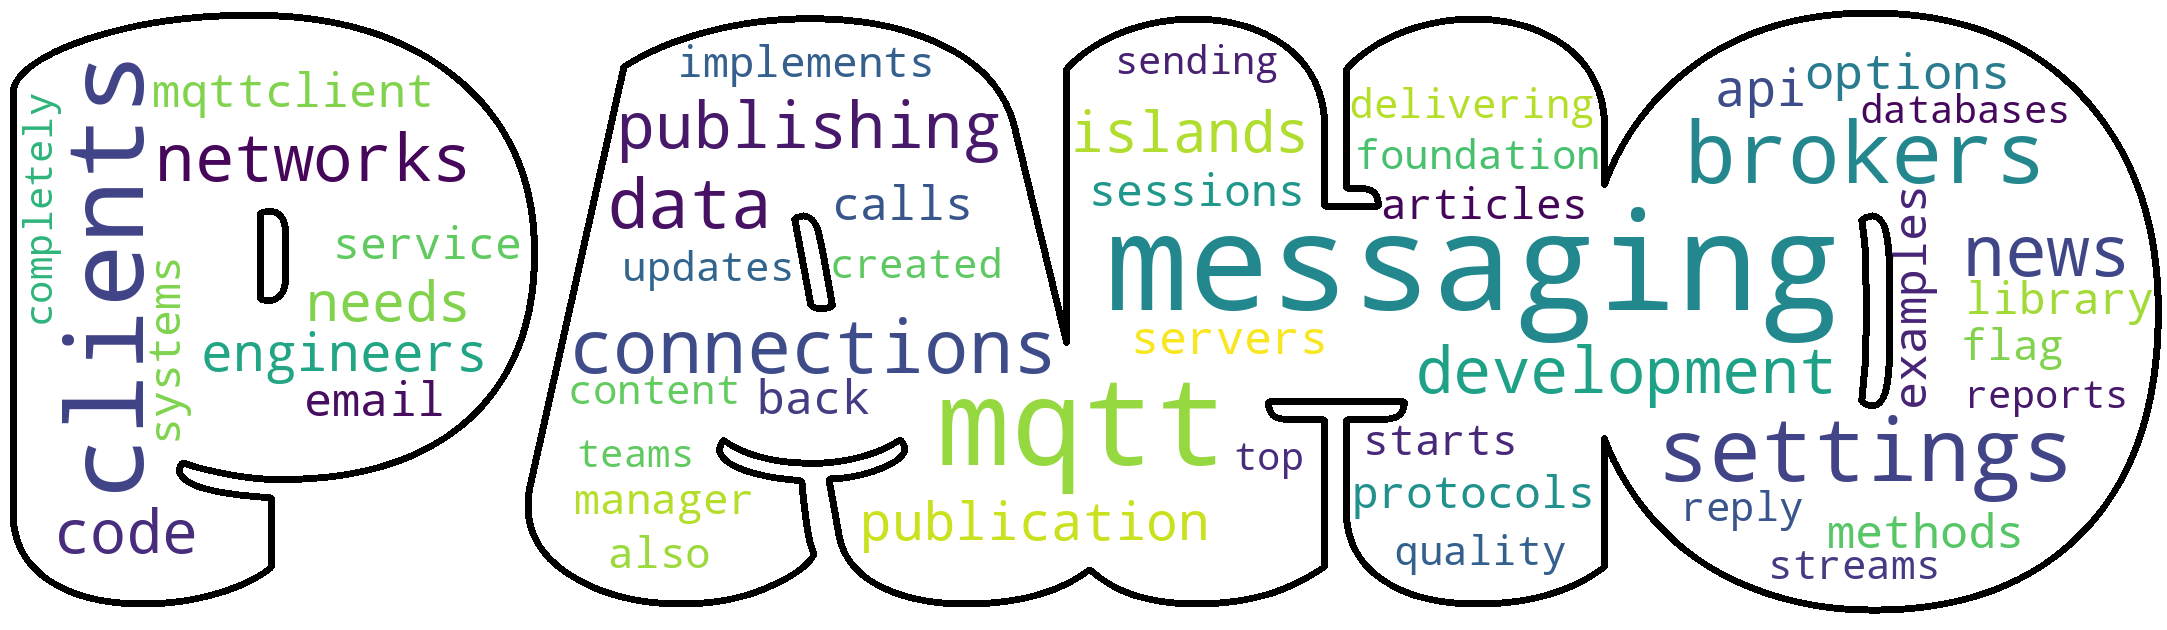 PAHO
clients
completely
mqttclient
networks
service
systems
needs
engineers
email
code
implements
publishing
data
calls
updates
created
connections
content
back
teams
manager
also
mqtt
publication
top
sending
islands
sessions
messaging
servers
delivering
foundation
articles
development
starts
protocols
quality
api
options
databases
brokers
examples
news
library
flag
reports
settings
reply
methods
streams